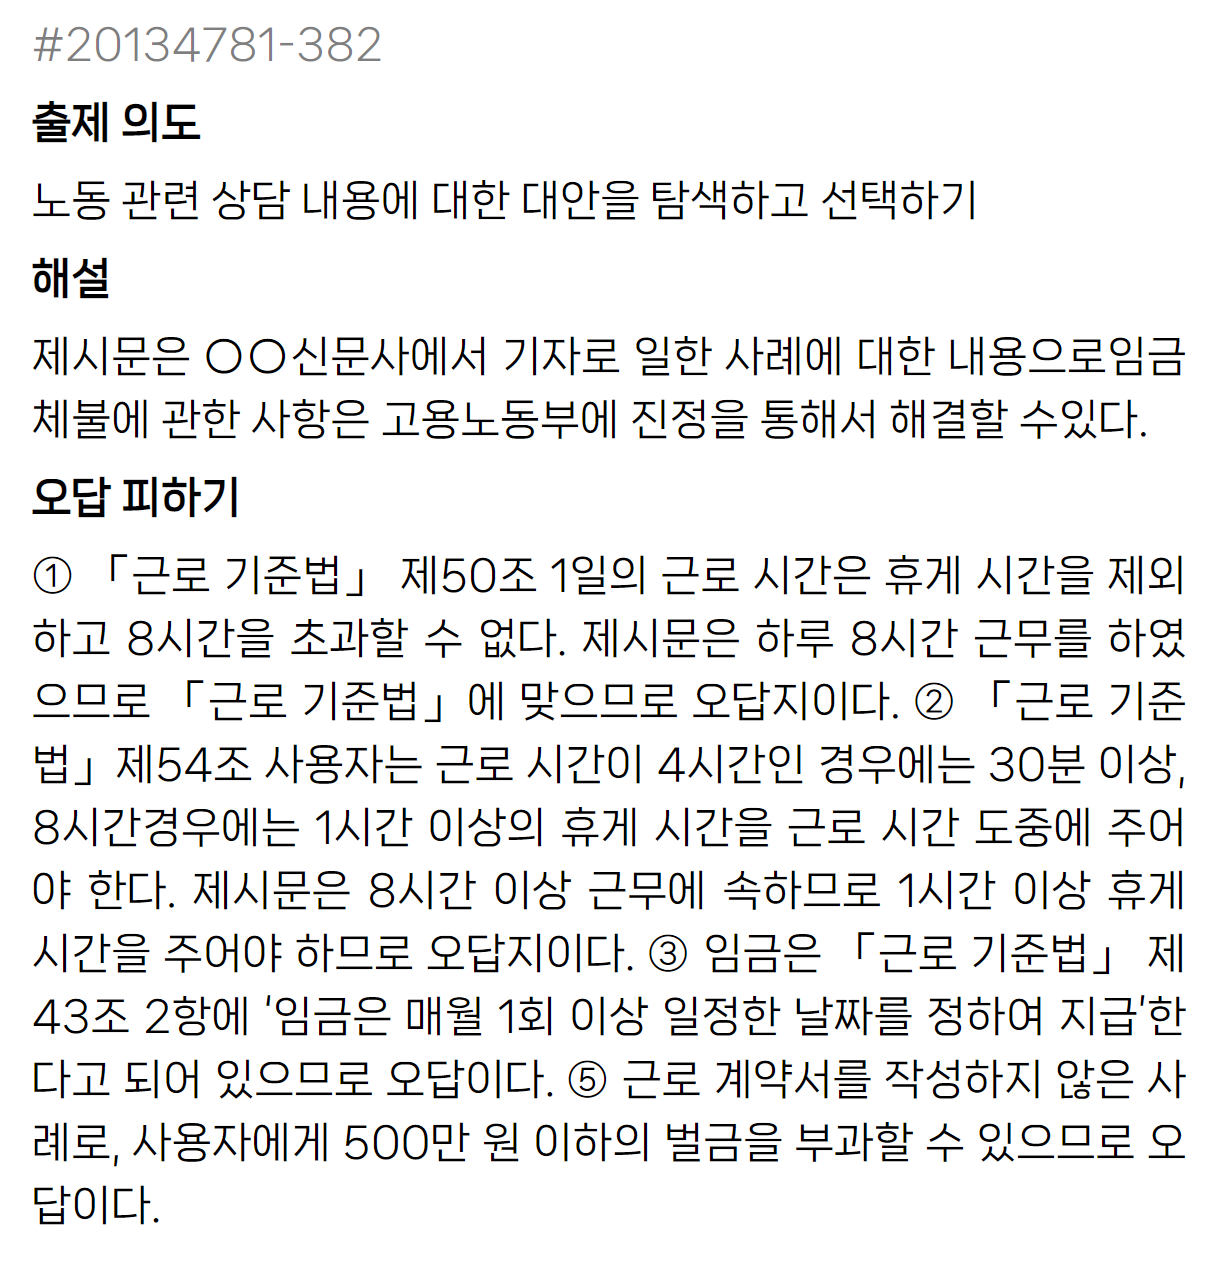 #20134781-382
출제 의도
노동 관련 상담 내용에 대한 대안을 탐색하고 선택하기
해설
제시문은 ○○신문사에서 기자로 일한 사례에 대한 내용으로임금
체불에 관한 사항은 고용노동부에 진정을 통해서 해결할 수있다.
오답 피하기
① 「근로 기준법」 제50조 1일의 근로 시간은 휴게 시간을 제외
하고 8시간을 초과할 수 없다. 제시문은 하루 8시간 근무를 하였
으므로 「근로 기준법」에 맞으므로 오답지이다. ② 「근로 기준
법」제54조 사용자는 근로 시간이 4시간인 경우에는 30분 이상,
8시간경우에는 1시간 이상의 휴게 시간을 근로 시간 도중에 주어
야 한다. 제시문은 8시간 이상 근무에 속하므로 1시간 이상 휴게
시간을 주어야 하므로 오답지이다. ③ 임금은 「근로 기준법」 제
43조 2항에 '임금은 매월 1회 이상 일정한 날짜를 정하여 지급'한
다고 되어 있으므로 오답이다. ⑤ 근로 계약서를 작성하지 않은 사
례로, 사용자에게 500만 원 이하의 벌금을 부과할 수 있으므로 오
답이다.